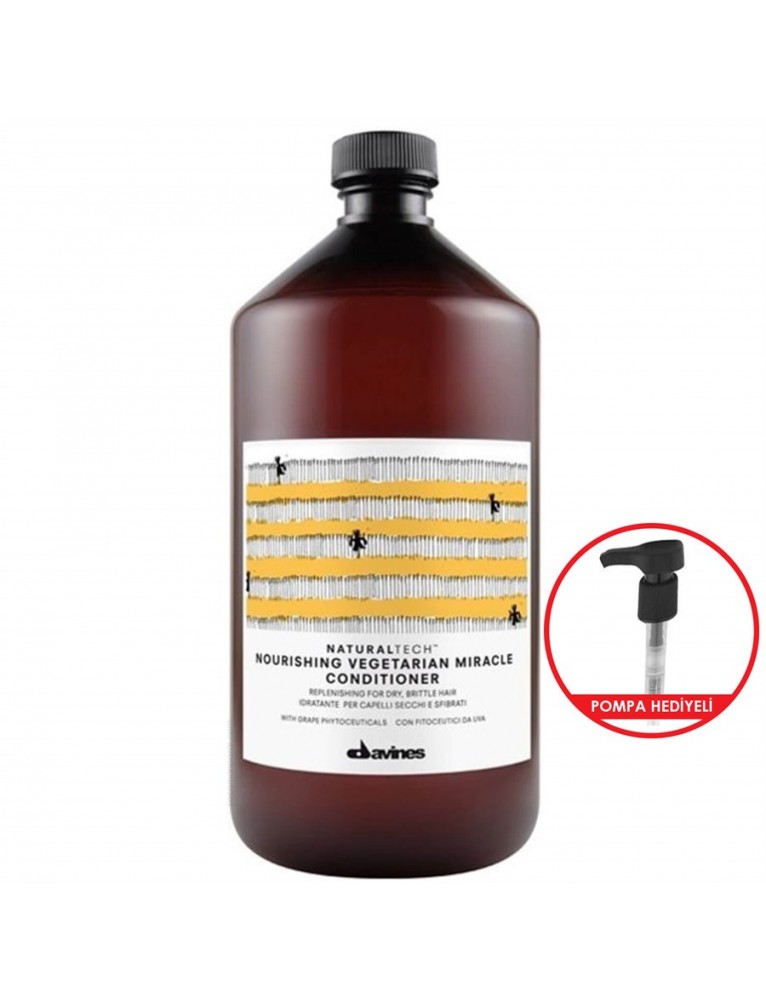 NATURALTECH™
NOURISHING VEGETARIAN MIRACLE
CONDITIONER
REPLENISHING FOR DRY, BRITTLE HAIR
IDRATANTE PER CAPELLI SECCHI E SFIBRATI
WITH GRAPE PHYTOCEUTICALS CON FITOCEUTICI DA UVA
davines
POMPA HEDİYELİ